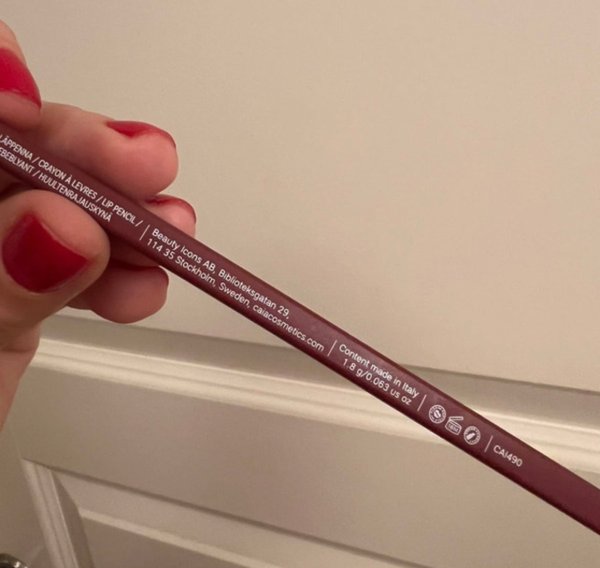 LÄPPENNA / CRAYON À LEVRES / LIP PENCIL /
/ HUULTENRAJAUSKYNÄ
Beauty Icons AB, Biblioteksgatan 29,
114 35 Stockholm, Sweden, caiacosmetics.com
Content made in Italy
1.8 g/0.063 us oz
CAI490